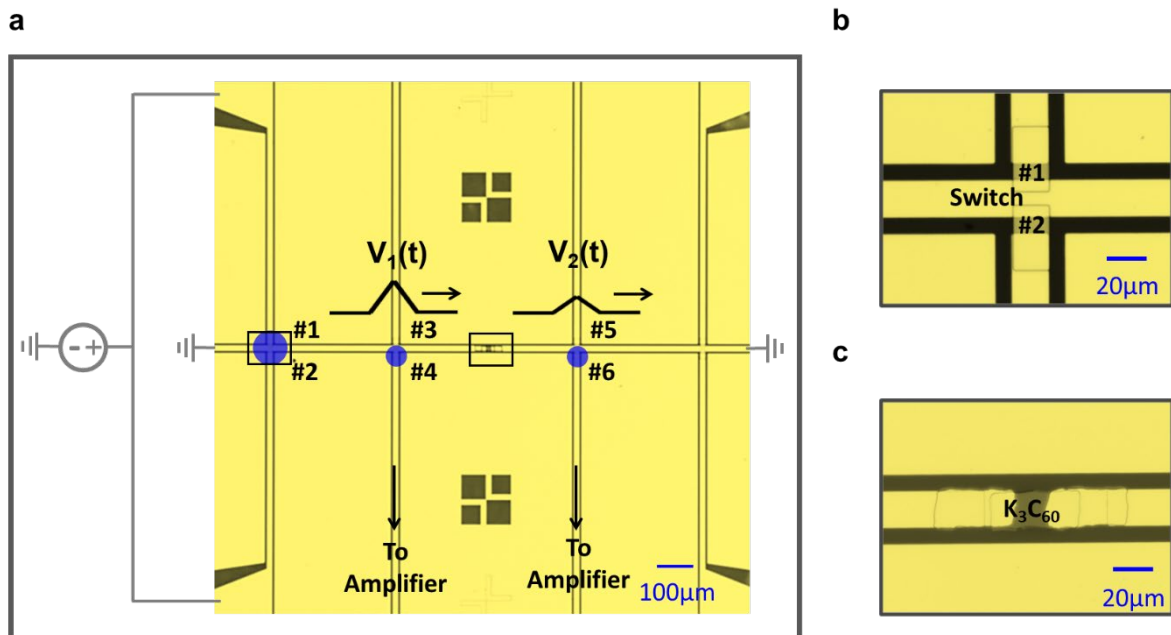 a
V₁(t)
V₂(t)
#1
#3
#5
#2
#4
#6
To
Amplifier
To
Amplifier
100μm
b
#1
Switch
#2
20μm
c
K₃C₆₀
20μm